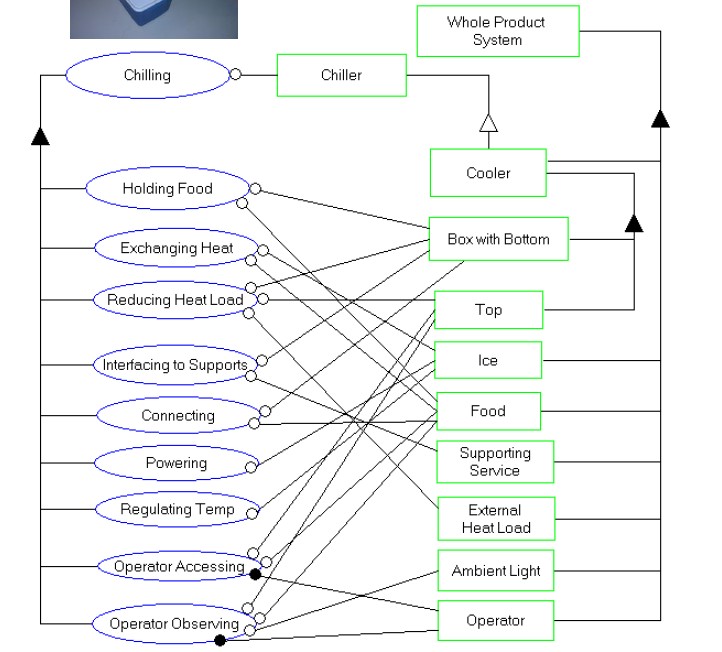 Whole Product
System
Chilling
Chiller
Cooler
Holding Food
Box with Bottom
Exchanging Heat
Reducing Heat Load
Top
Interfacing to Supports
Ice
Connecting
Food
Powering
Supporting
Service
Regulating Temp
External
Heat Load
Operator Accessing
Ambient Light
Operator Observing
Operator